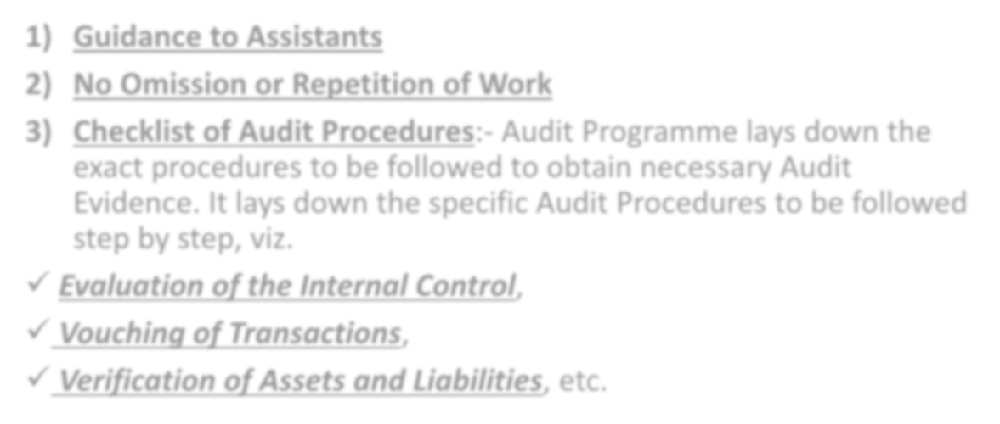 1) Guidance to Assistants
2) No Omission or Repetition of Work
3) Checklist of Audit Procedures:- Audit Programme lays down the
exact procedures to be followed to obtain necessary Audit
Evidence. It lays down the specific Audit Procedures to be followed
step by step, viz.
✓ Evaluation of the Internal Control,
✓ Vouching of Transactions,
✓ Verification of Assets and Liabilities, etc.